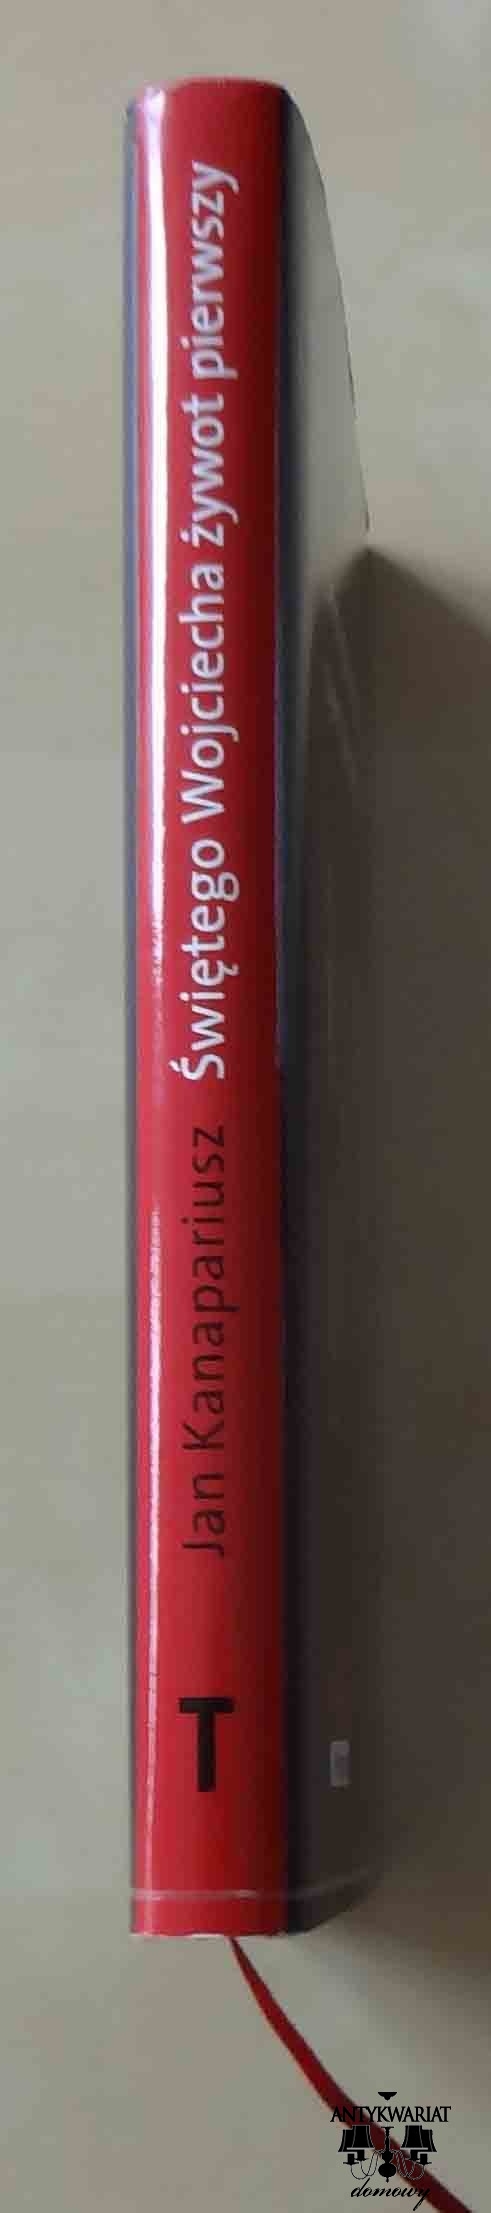 Jan Kanapariusz Świętego Wojciecha żywot pierwszy
T
ANTYKWARIAT
domowy